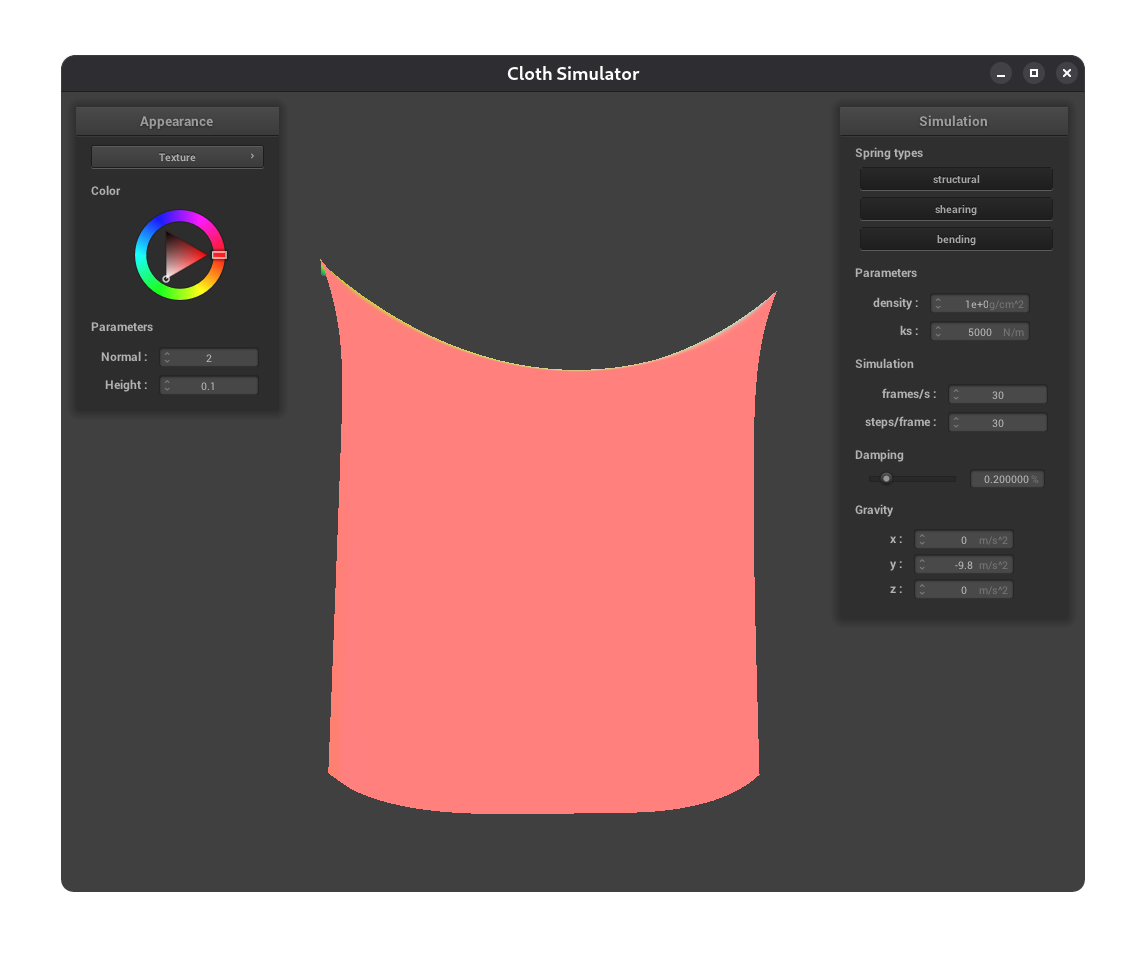 Cloth Simulator
Appearance
Texture
Color
Parameters
Normal : 2
Height : 0.1
Simulation
Spring types
structural
shearing
bending
Parameters
density : 1e+0g/cm^2
ks : 5000 N/m
Simulation
frames/s : 30
steps/frame : 30
Damping
0.200000 %
Gravity
x : 0 m/s^2
y : -9.8 m/s^2
z : 0 m/s^2